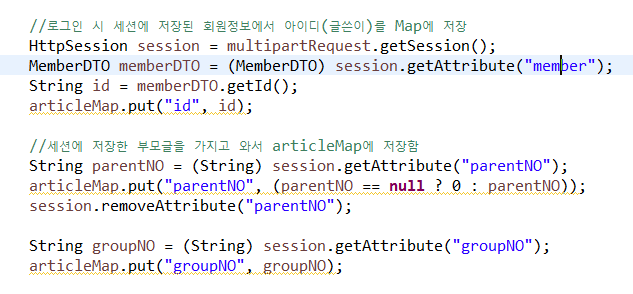 //로그인 시 세션에 저장된 회원정보에서 아이디(글쓴이)를 Map에 저장
HttpSession session = multipartRequest.getSession();
MemberDTO memberDTO = (MemberDTO) session.getAttribute("member");
String id = memberDTO.getId();
articleMap.put("id", id);
//세션에 저장한 부모글을 가지고 와서 articleMap에 저장함
String parentNO = (String) session.getAttribute("parentNO");
articleMap.put("parentNO", (parentNO == null ? 0 : parentNO));
session.removeAttribute("parentNO");
String groupNO = (String) session.getAttribute("groupNO");
articleMap.put("groupNO", groupNO);